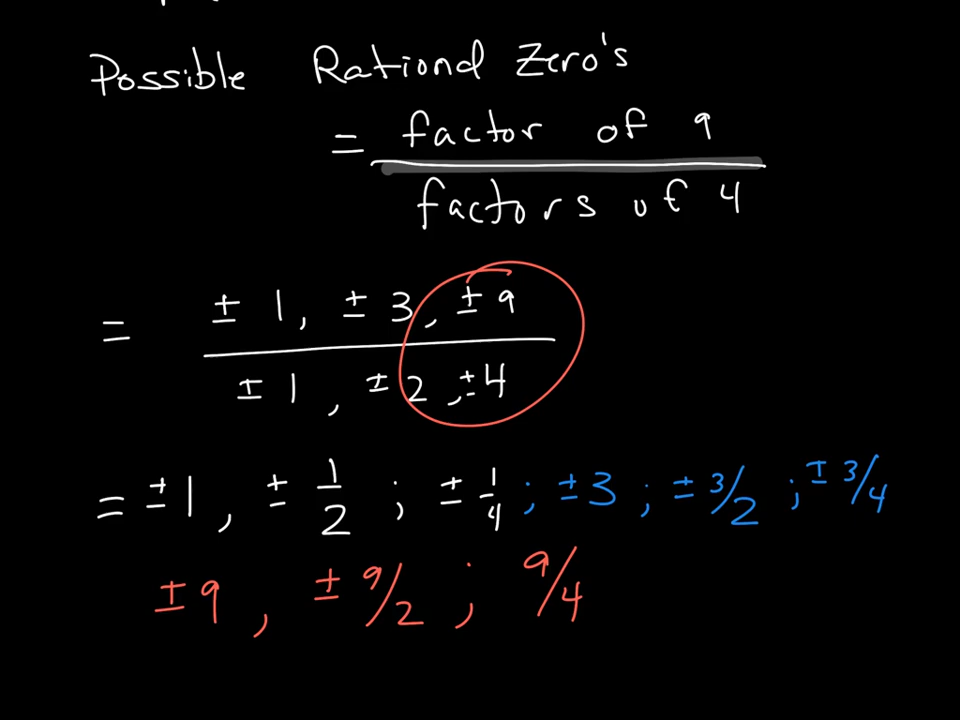 Possible Rational Zero's
= factor of 9
factors of 4
= ± 1, ± 3, ± 9
± 1, ± 2, ± 4
= ±1, ± 1/2 ; ± 1/4 ; ±3 ; ± 3/2 ; ± 3/4
±9, ± 9/2 ; 9/4